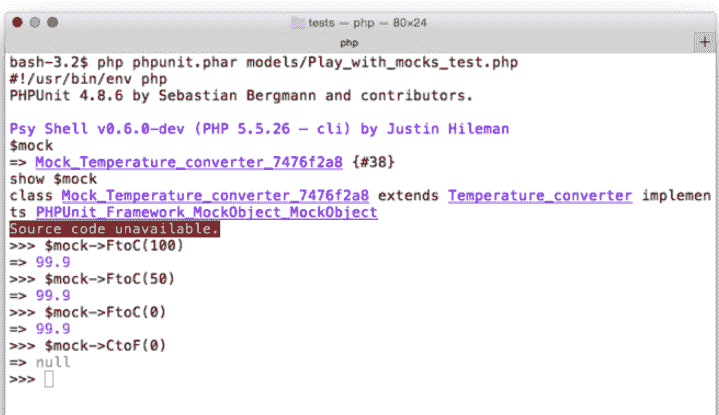 tests — php — 80×24
php
+
bash-3.2$ php phpunit.phar models/Play_with_mocks_test.php
#!/usr/bin/env php
PHPUnit 4.8.6 by Sebastian Bergmann and contributors.
Psy Shell v0.6.0-dev (PHP 5.5.26 — cli) by Justin Hileman
$mock
=> Mock_Temperature_converter_7476f2a8 {#38}
show $mock
class Mock_Temperature_converter_7476f2a8 extends Temperature_converter implemen
ts PHPUnit_Framework_MockObject_MockObject
Source code unavailable.
>>> $mock->FtoC(100)
=> 99.9
>>> $mock->FtoC(50)
=> 99.9
>>> $mock->FtoC(0)
=> 99.9
>>> $mock->CtoF(0)
=> null
>>>